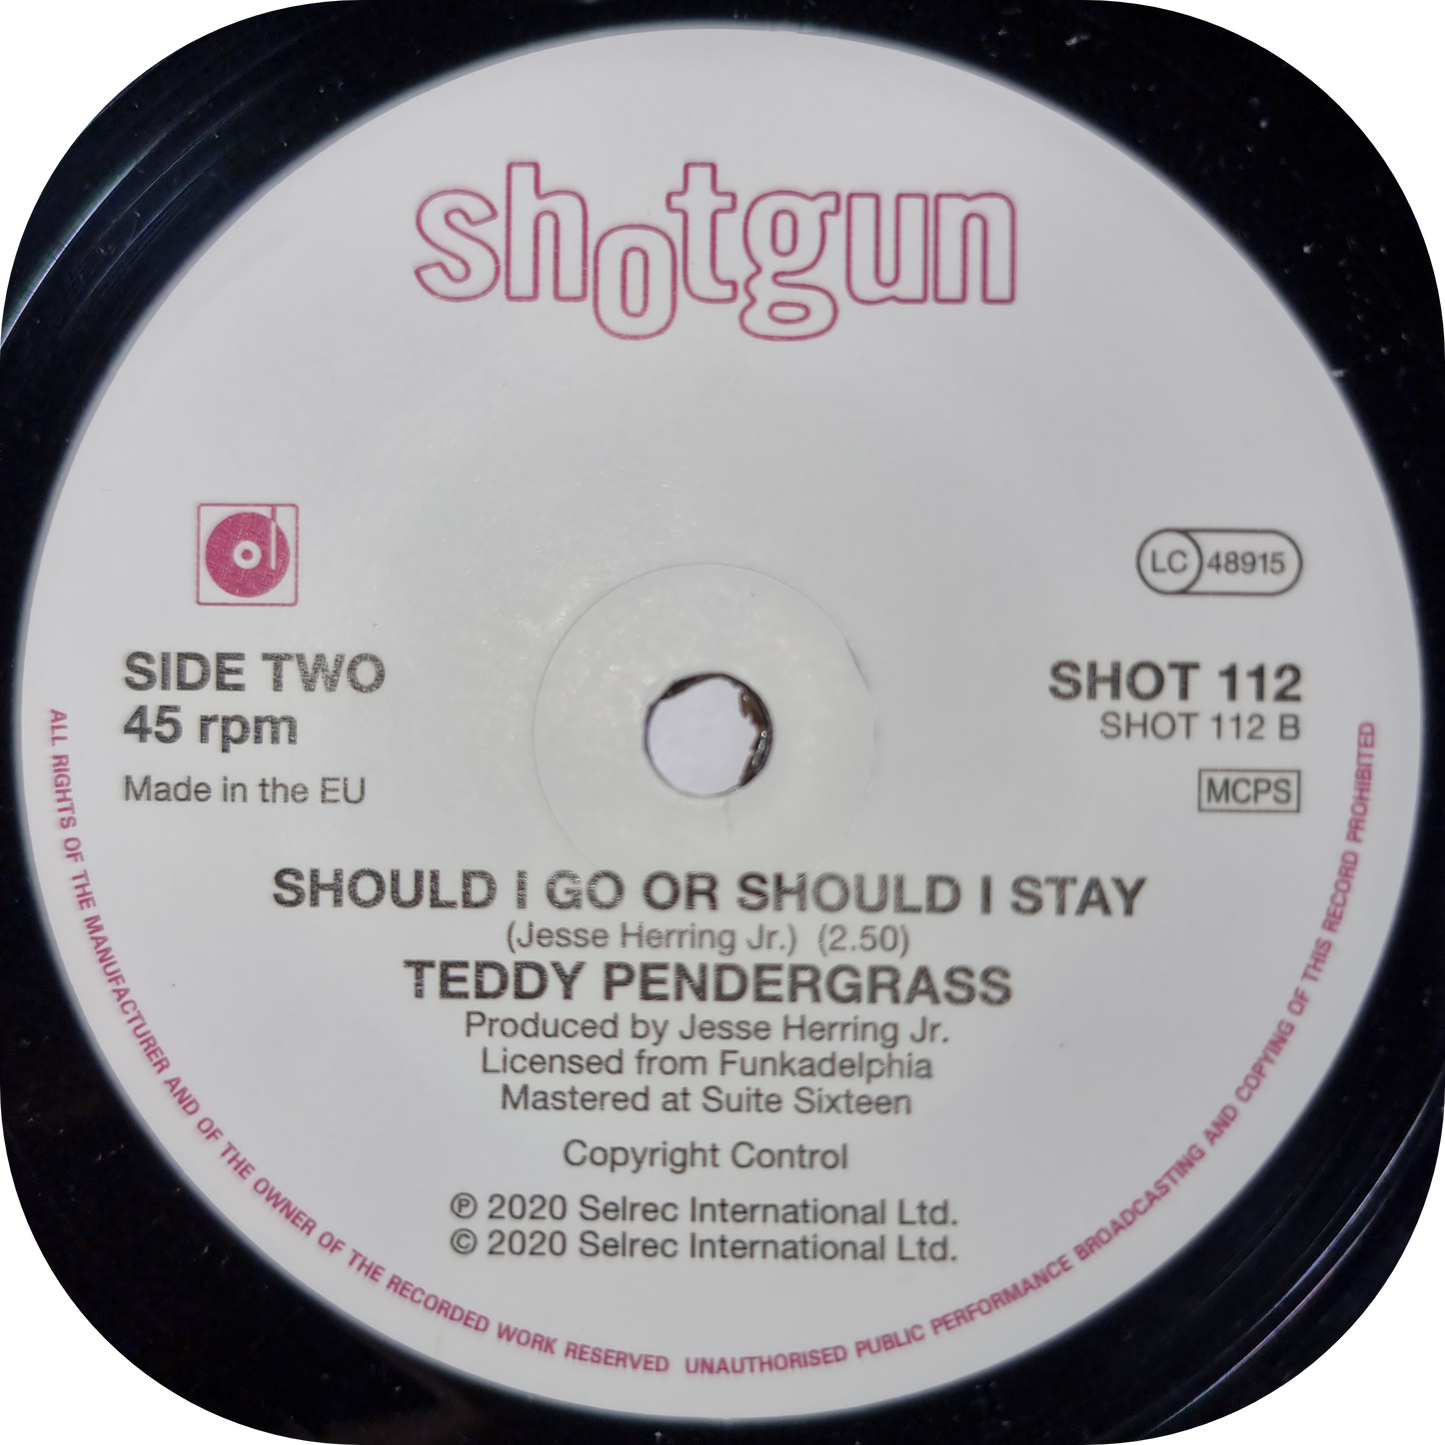 shotgun
LC 48915
SIDE TWO
45 rpm
Made in the EU
SHOT 112
SHOT 112 B
MCPS
SHOULD I GO OR SHOULD I STAY
(Jesse Herring Jr.) (2.50)
TEDDY PENDERGRASS
Produced by Jesse Herring Jr.
Licensed from Funkadelphia
Mastered at Suite Sixteen
Copyright Control
℗ 2020 Selrec International Ltd.
© 2020 Selrec International Ltd.
ALL RIGHTS OF THE MANUFACTURER AND OF THE OWNER OF THE RECORDED WORK RESERVED UNAUTHORISED PUBLIC PERFORMANCE BROADCASTING AND COPYING OF THIS RECORD PROHIBITED